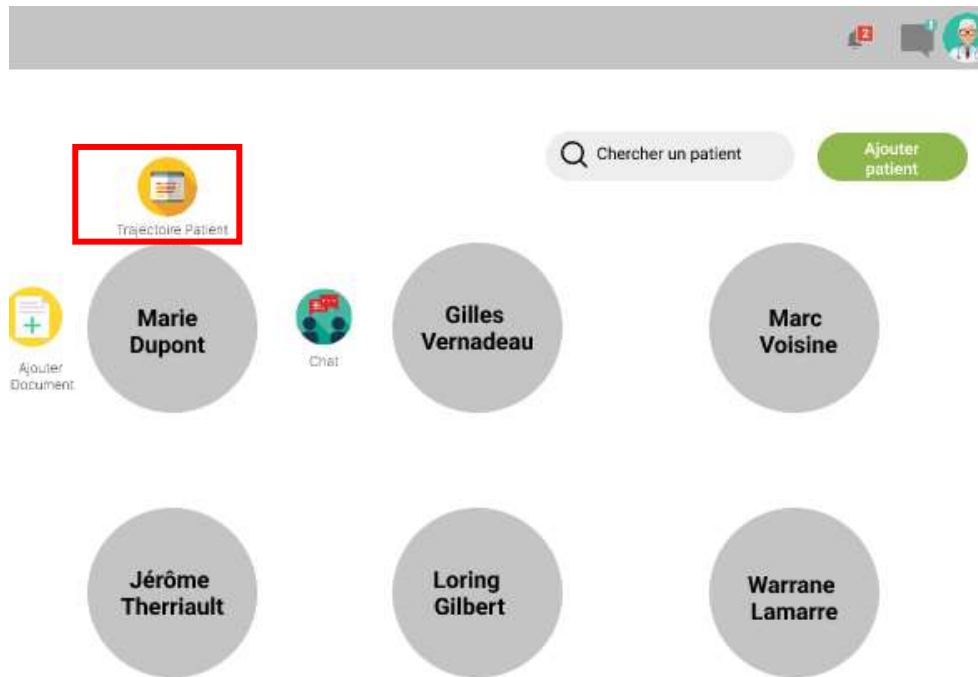 2
Chercher un patient
Ajouter
patient
Trajectoire Patient
Ajouter
Document
Marie
Dupont
Chat
Gilles
Vernadeau
Marc
Voisine
Jérôme
Therriault
Loring
Gilbert
Warrane
Lamarre